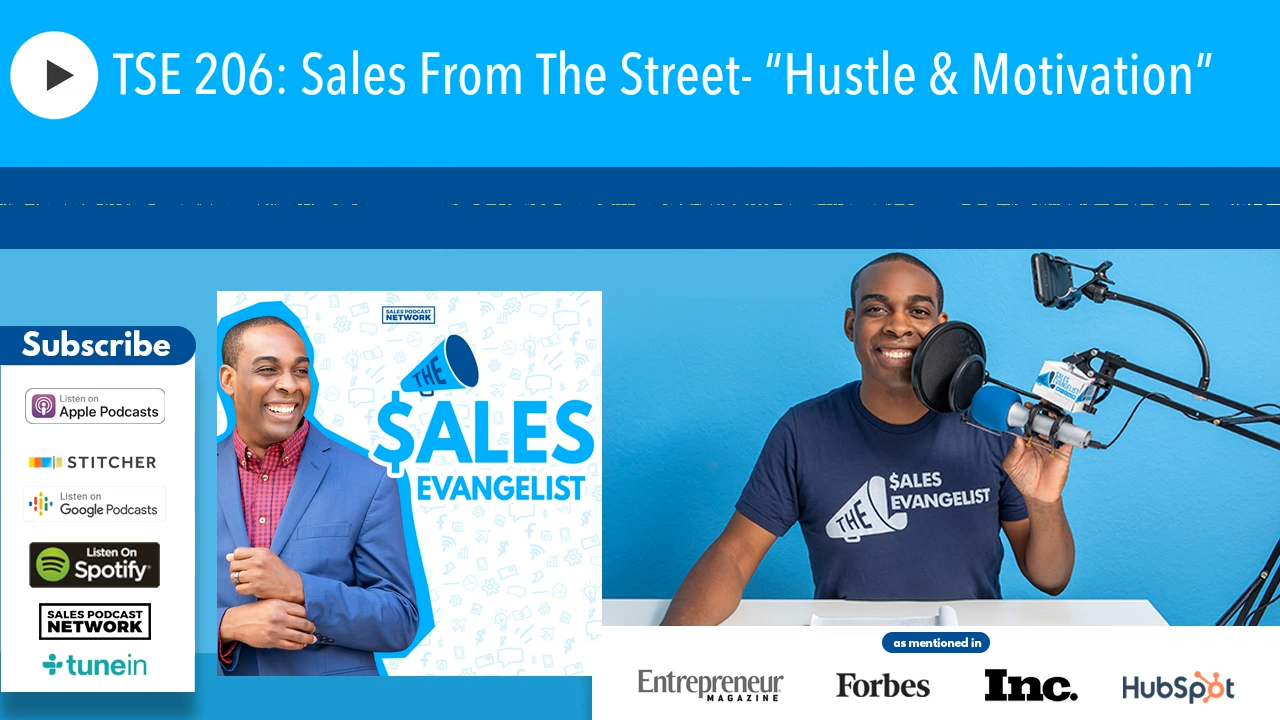 TSE 206: Sales From The Street- “Hustle & Motivation”
Subscribe
Listen on
Apple Podcasts
STITCHER
Listen on
Google Podcasts
Listen On
Spotify
SALES PODCAST
NETWORK
tunein
SALES PODCAST
NETWORK
THE
$ALES
EVANGELIST
THE
$ALES
EVANGELIST
as mentioned in
Entrepreneur
MAGAZINE
Forbes
Inc.
HubSpot